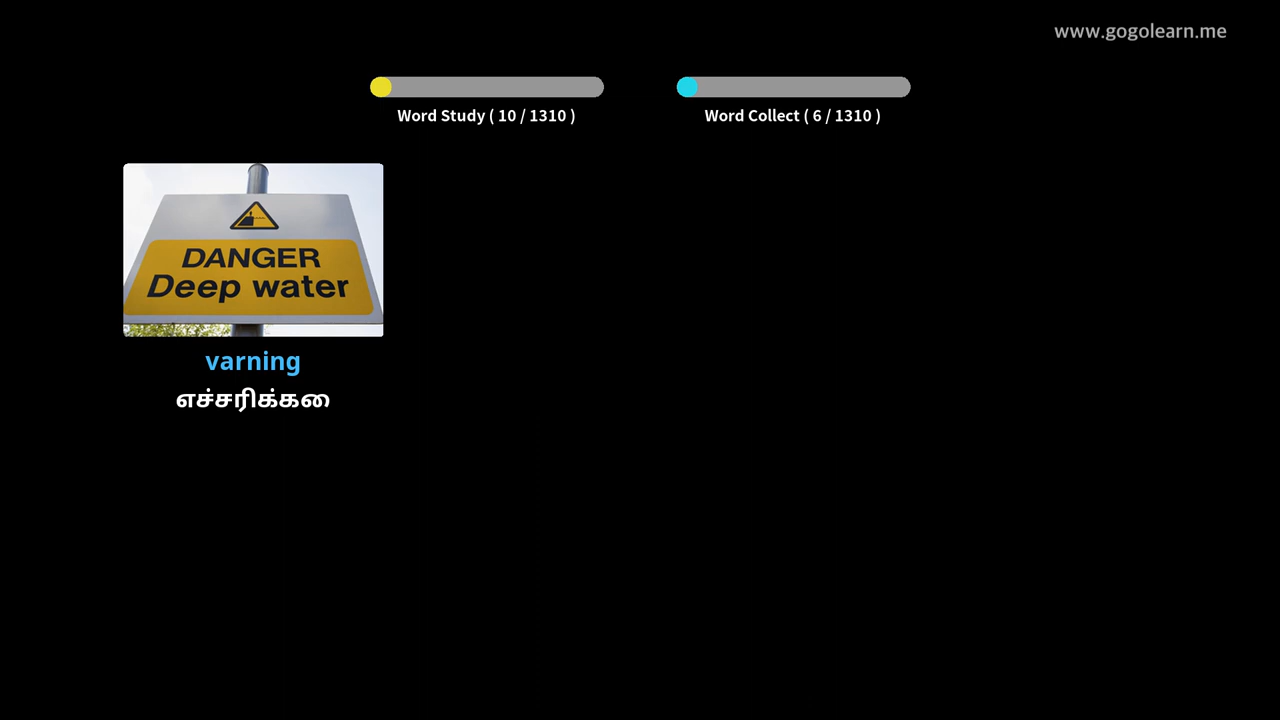 www.gogolearn.me
Word Study ( 10 / 1310 )
Word Collect ( 6 / 1310 )
DANGER
Deep water
varning
எச்சரிக்கை